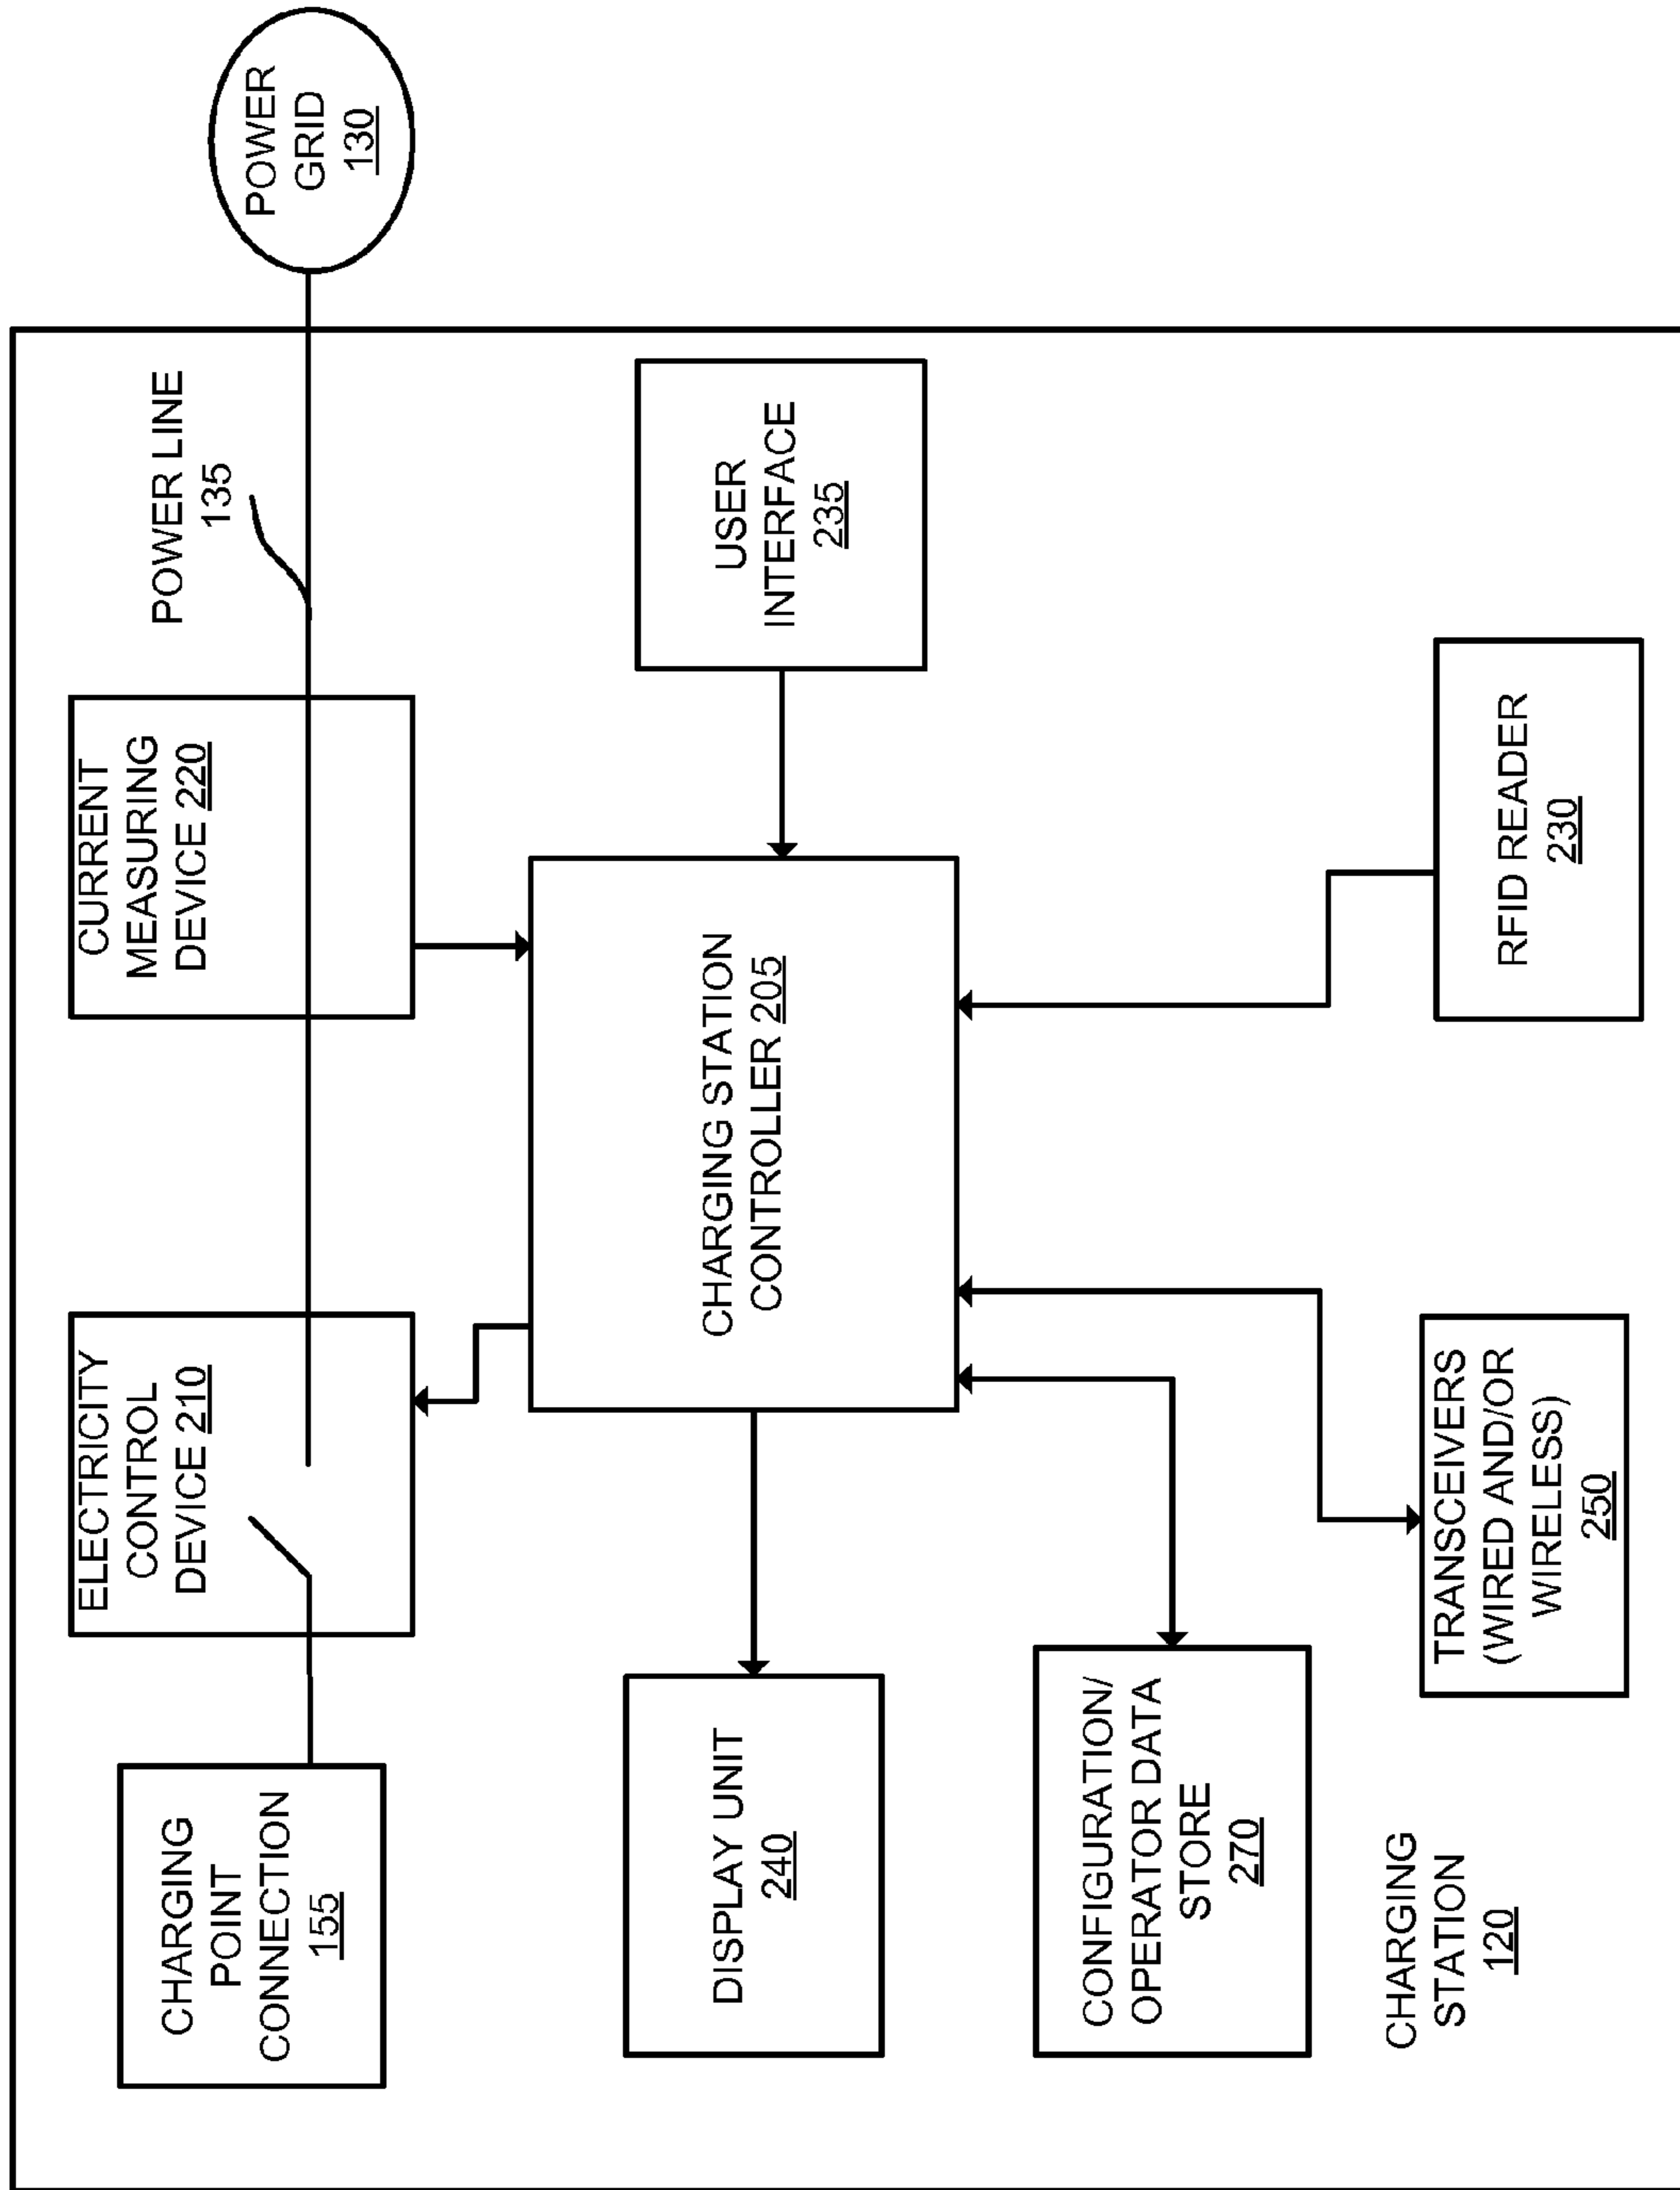 CHARGING
POINT
CONNECTION
155
ELECTRICITY
CONTROL
DEVICE 210
CURRENT
MEASURING
DEVICE 220
POWER LINE
135
POWER
GRID
130
DISPLAY UNIT
240
CHARGING STATION
CONTROLLER 205
USER
INTERFACE
235
CONFIGURATION/
OPERATOR DATA
STORE
270
TRANSCEIVERS
(WIRED AND/OR
WIRELESS)
250
RFID READER
230
CHARGING
STATION
120